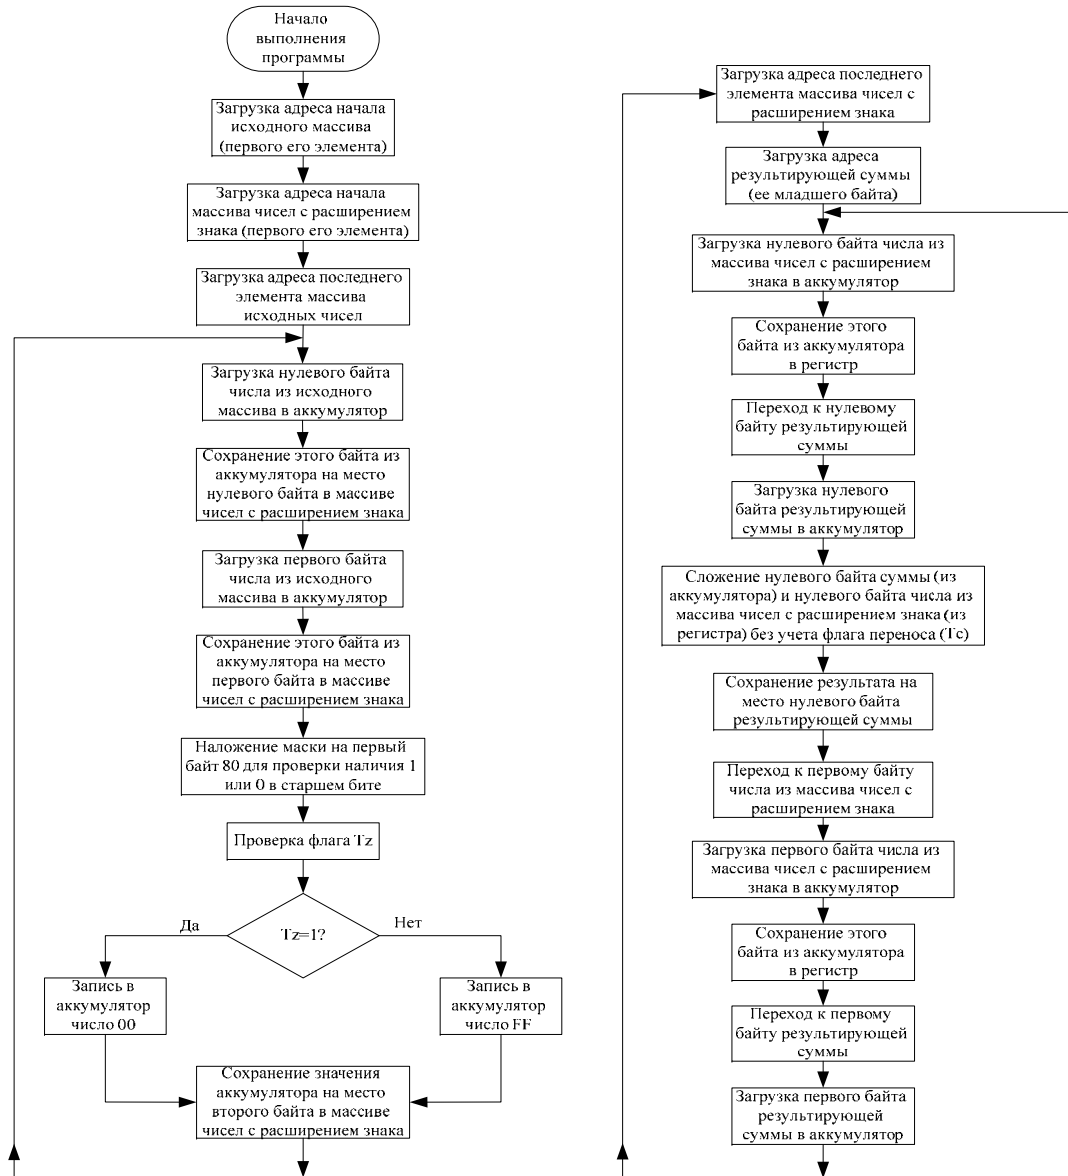 Начало
выполнения
программы
Загрузка адреса начала
исходного массива
(первого его элемента)
Загрузка адреса начала
массива чисел с расширением
знака (первого его элемента)
Загрузка адреса последнего
элемента массива
исходных чисел
Загрузка нулевого байта
числа из исходного
массива в аккумулятор
Сохранение этого байта из
аккумулятора на место
нулевого байта в массиве
чисел с расширением знака
Загрузка первого байта
числа из исходного
массива в аккумулятор
Сохранение этого байта из
аккумулятора на место
первого байта в массиве
чисел с расширением знака
Наложение маски на первый
байт 80 для проверки наличия 1
или 0 в старшем бите
Проверка флага Tz
Tz=1?
Да
Нет
Запись в
аккумулятор
число 00
Запись в
аккумулятор
число FF
Сохранение значения
аккумулятора на место
второго байта в массиве
чисел с расширением знака
Загрузка адреса последнего
элемента массива чисел с
расширением знака
Загрузка адреса
результирующей суммы
(ее младшего байта)
Загрузка нулевого байта числа из
массива чисел с расширением
знака в аккумулятор
Сохранение этого
байта из аккумулятора
в регистр
Переход к нулевому
байту результирующей
суммы
Загрузка нулевого
байта результирующей
суммы в аккумулятор
Сложение нулевого байта суммы (из
аккумулятора) и нулевого байта числа из
массива чисел с расширением знака (из
регистра) без учета флага переноса (Tc)
Сохранение результата на
место нулевого байта
результирующей суммы
Переход к первому байту
числа из массива чисел с
расширением знака
Загрузка первого байта числа из
массива чисел с расширением
знака в аккумулятор
Сохранение этого
байта из аккумулятора
в регистр
Переход к первому
байту результирующей
суммы
Загрузка первого байта
результирующей
суммы в аккумулятор